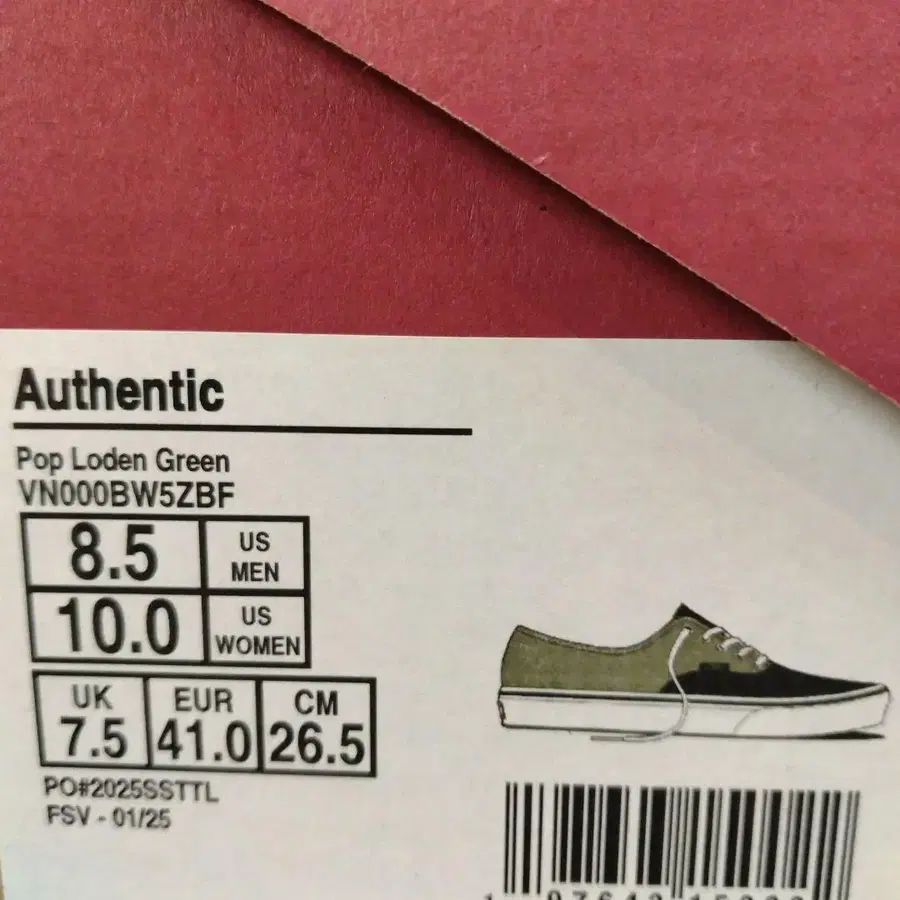 Authentic
Pop Loden Green
VN000BW5ZBF
8.5 US MEN
10.0 US WOMEN
UK EUR CM
7.5 41.0 26.5
PO#2025SSTTL
FSV - 01/25